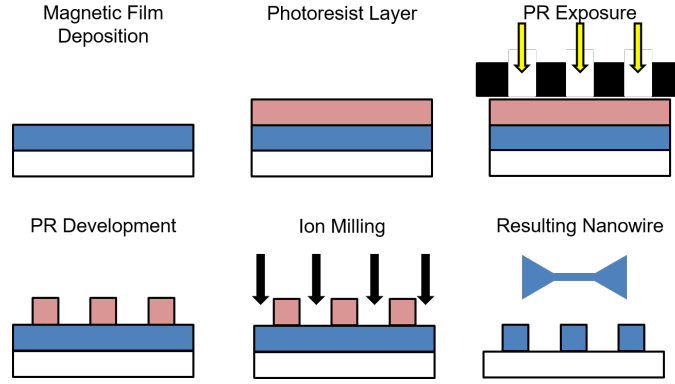 Magnetic Film
Deposition
Photoresist Layer
PR Exposure
PR Development
Ion Milling
Resulting Nanowire